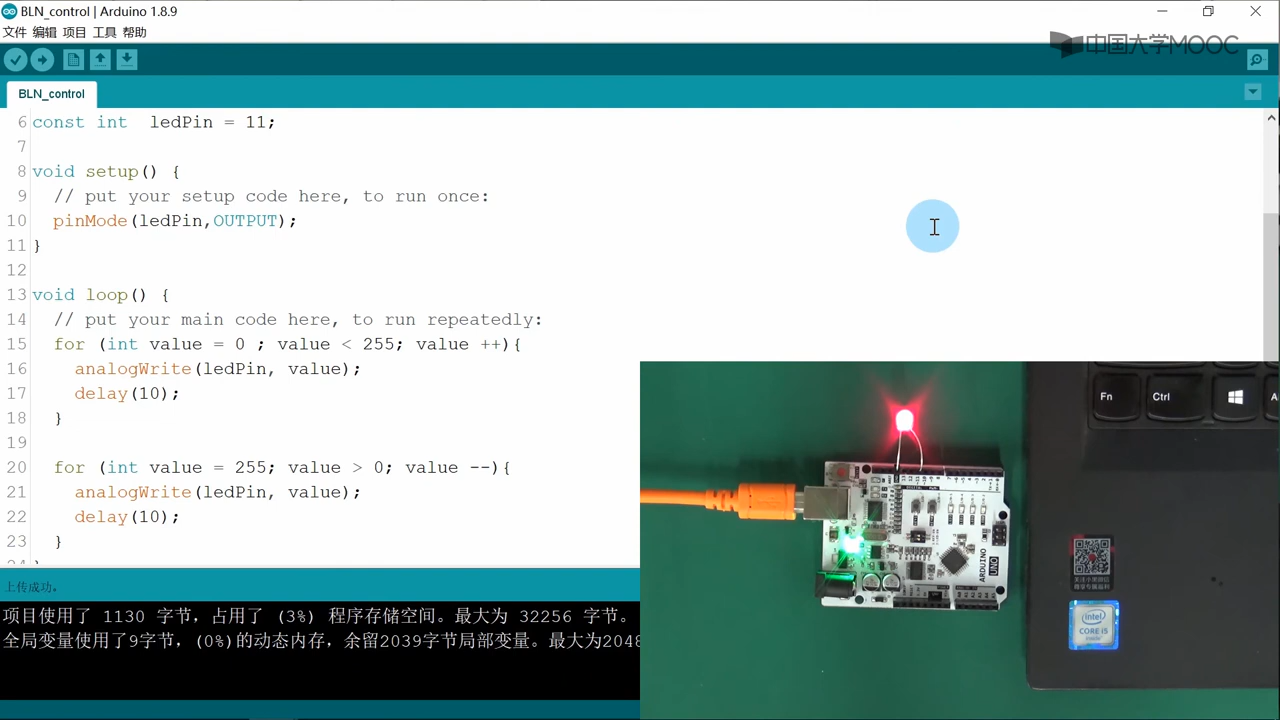 BLN_control | Arduino 1.8.9
文件 编辑 项目 工具 帮助
中国大学MOOC
BLN_control
6 const int  ledPin = 11;
7
8 void setup() {
9 // put your setup code here, to run once:
10 pinMode(ledPin,OUTPUT);
11 }
12
13 void loop() {
14 // put your main code here, to run repeatedly:
15 for (int value = 0 ; value < 255; value ++){
16 analogWrite(ledPin, value);
17 delay(10);
18 }
19
20 for (int value = 255; value > 0; value --){
21 analogWrite(ledPin, value);
22 delay(10);
23 }
上传成功。
项目使用了 1130 字节，占用了 (3%) 程序存储空间。最大为 32256 字节。
全局变量使用了9字节，(0%)的动态内存，余留2039字节局部变量。最大为2048
Fn
Ctrl
ARDUINO
UNO
intel
CORE i5